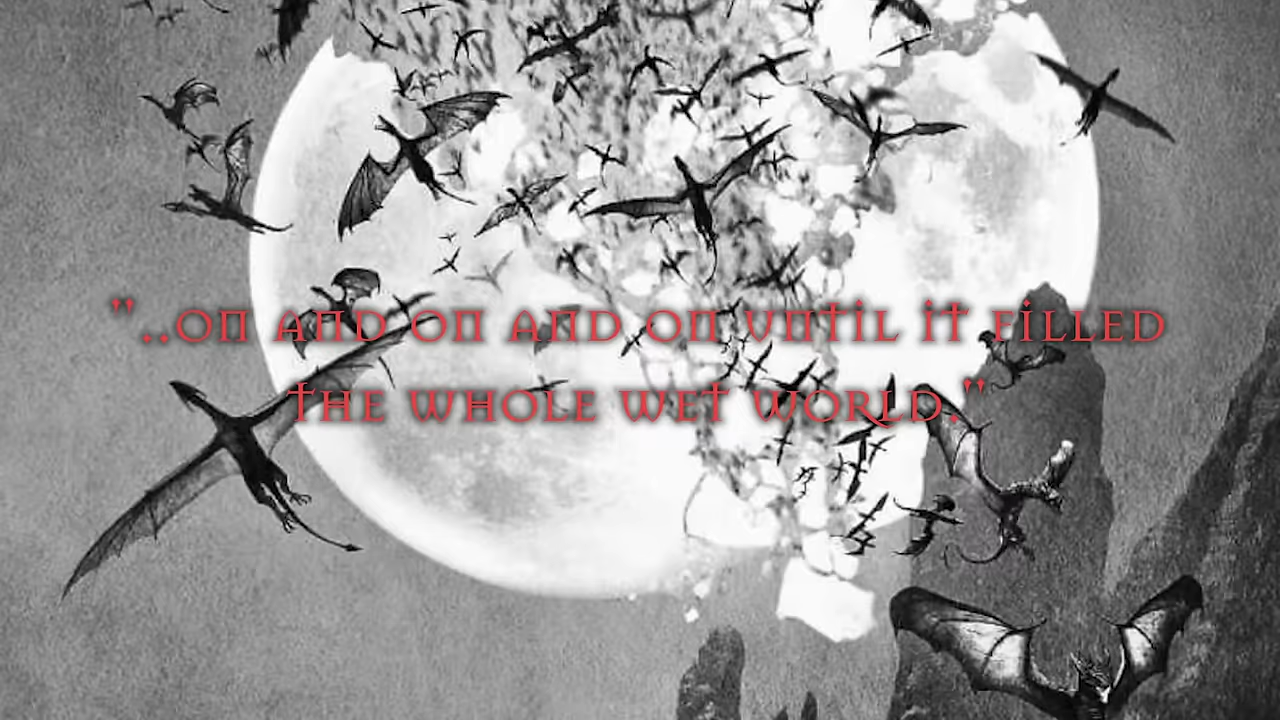 "..on and on and on until it filled
the whole wet world."